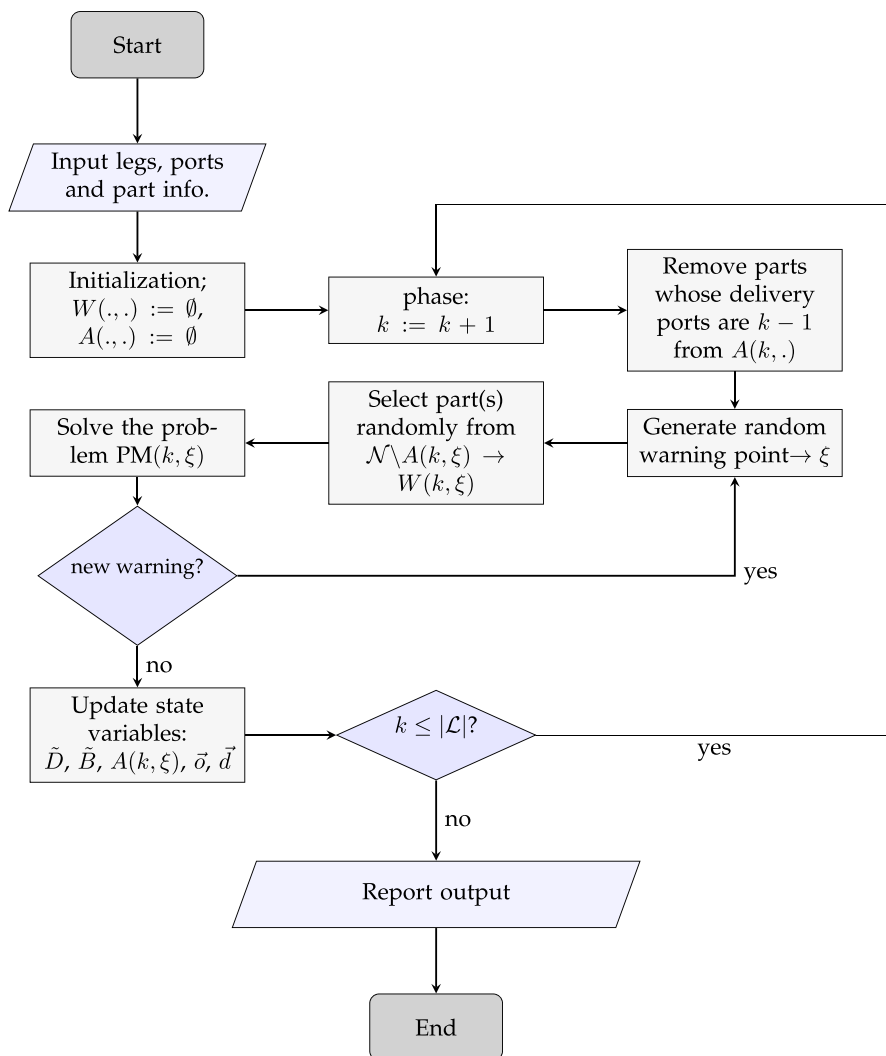 Start
Input legs, ports
and part info.
Initialization;
W(., .) := ∅,
A(., .) := ∅
phase:
k := k + 1
Remove parts
whose delivery
ports are k − 1
from A(k, .)
Generate random
warning point→ ξ
Select part(s)
randomly from
𝒩\A(k, ξ) →
W(k, ξ)
Solve the prob-
lem PM(k, ξ)
new warning?
yes
no
Update state
variables:
D̃, B̃, A(k, ξ), o⃗, d⃗
k ≤ |ℒ|?
yes
no
Report output
End